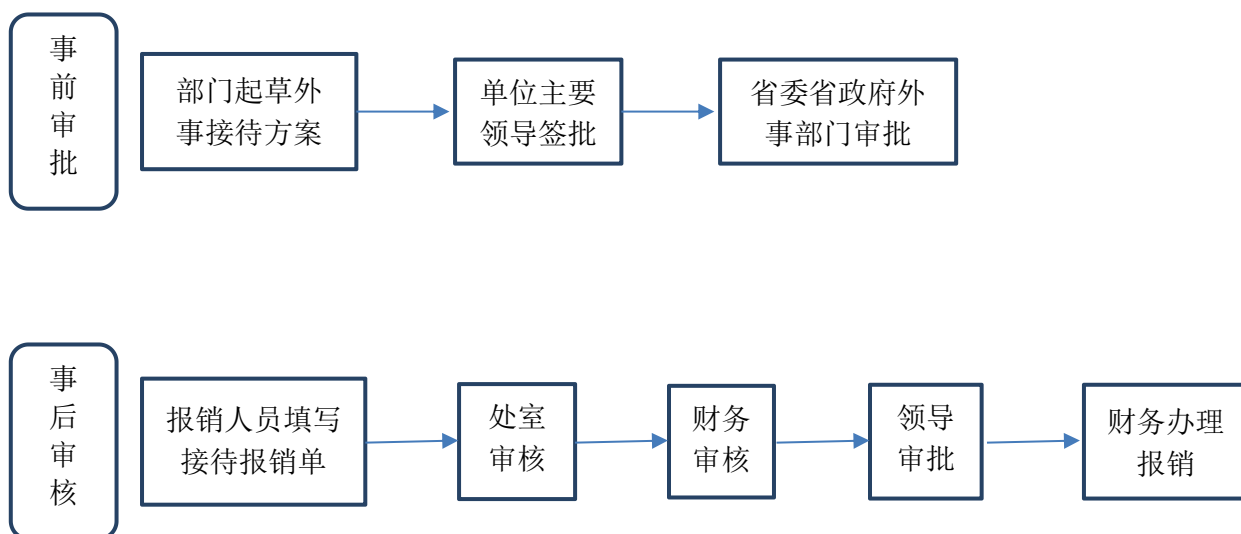 事
前
审
批
部门起草外
事接待方案
单位主要
领导签批
省委省政府外
事部门审批
事
后
审
核
报销人员填写
接待报销单
处室
审核
财务
审核
领导
审批
财务办理
报销